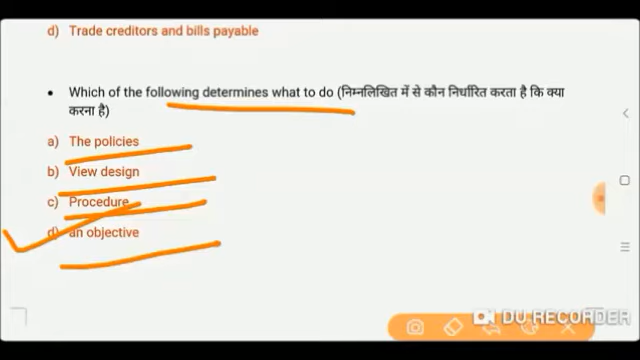 d) Trade creditors and bills payable
• Which of the following determines what to do (निम्नलिखित में से कौन निर्धारित करता है कि क्या
करना है)
a) The policies
b) View design
c) Procedure
d) an objective
DU RECORDER